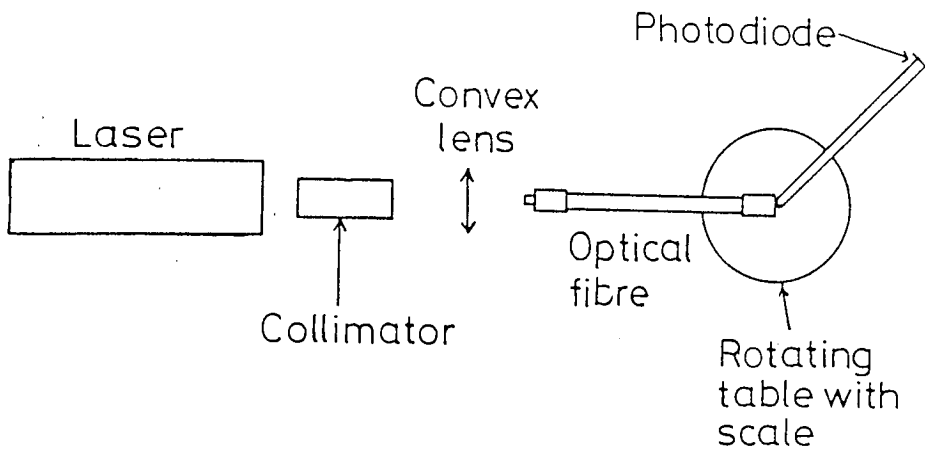 Photodiode
Convex
lens
Laser
Optical
fibre
Collimator
Rotating
table with
scale